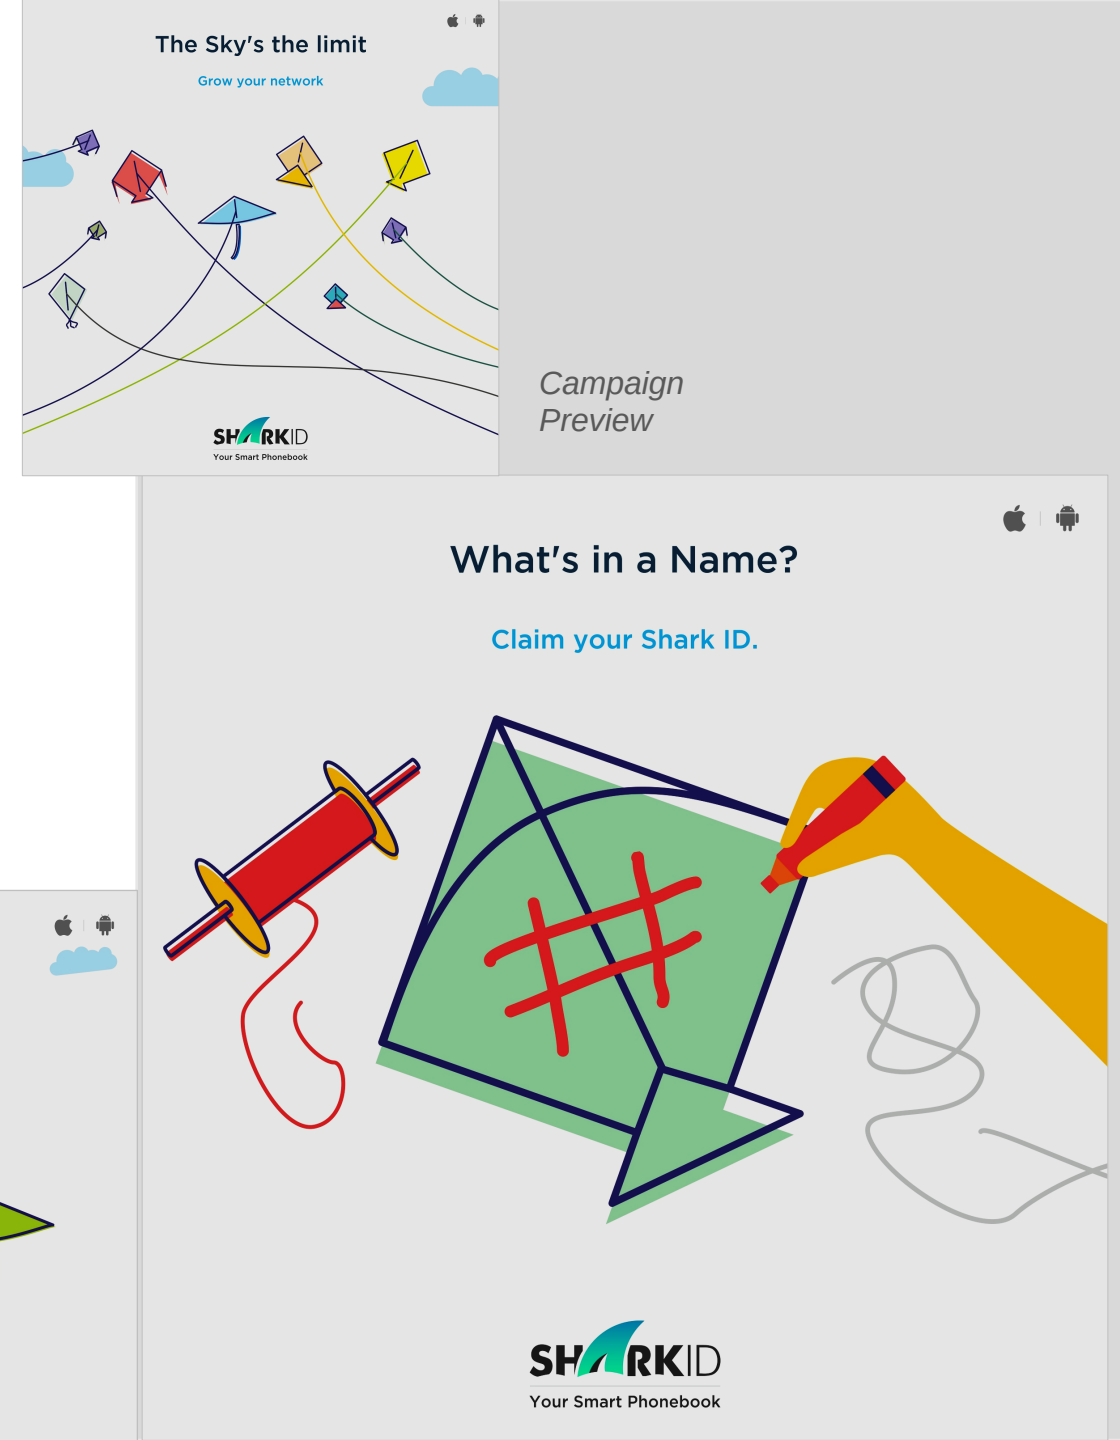 The Sky's the limit
Grow your network
SHARKID
Your Smart Phonebook
Campaign
Preview
What's in a Name?
Claim your Shark ID.
#
SHARKID
Your Smart Phonebook